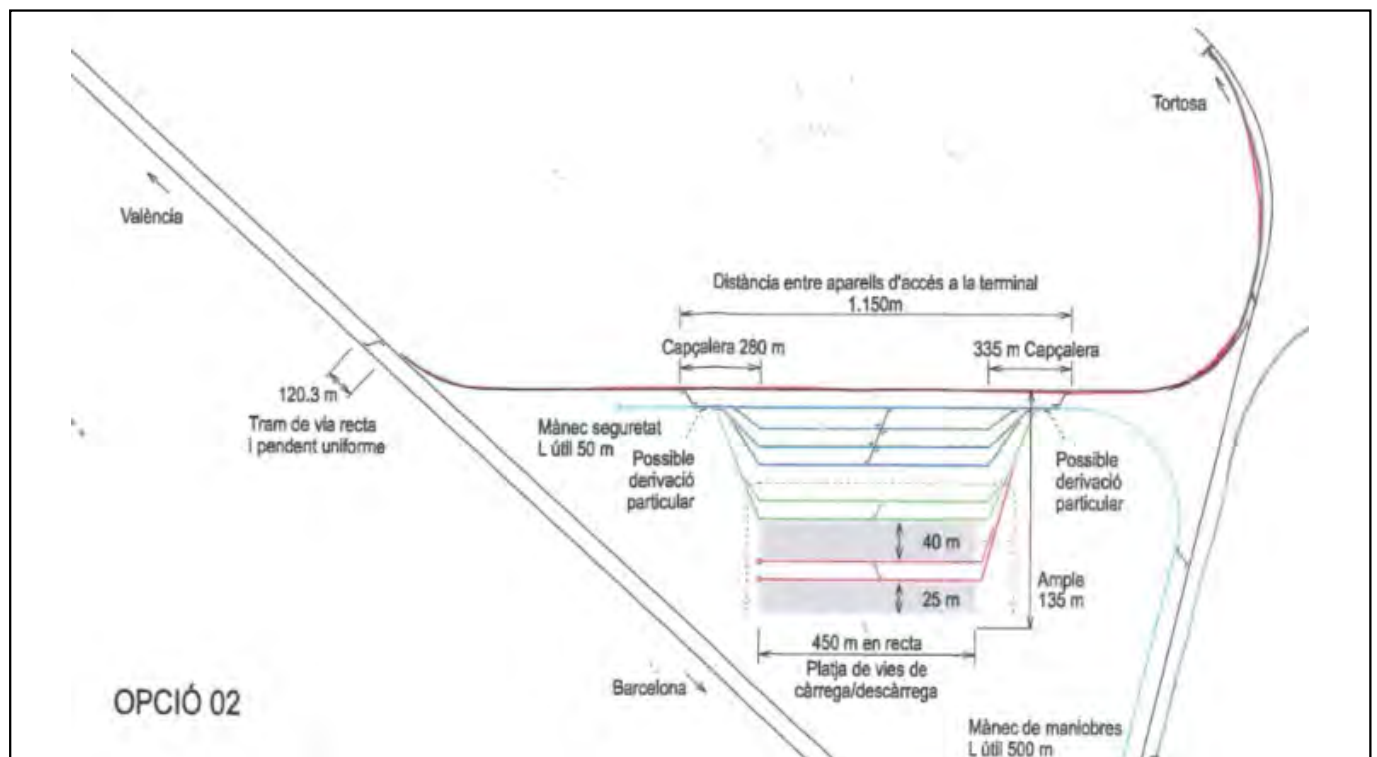 Tortosa
València
Distància entre aparells d'accés a la terminal
1.150m
Capçalera 280 m
335 m Capçalera
120.3 m
Tram de via recta
i pendent uniforme
Mànec seguretat
L útil 50 m
Possible
derivació
particular
Possible
derivació
particular
40 m
Ample
135 m
25 m
450 m en recta
Platja de vies de
càrrega/descàrrega
Barcelona
OPCIÓ 02
Mànec de maniobres
L útil 500 m